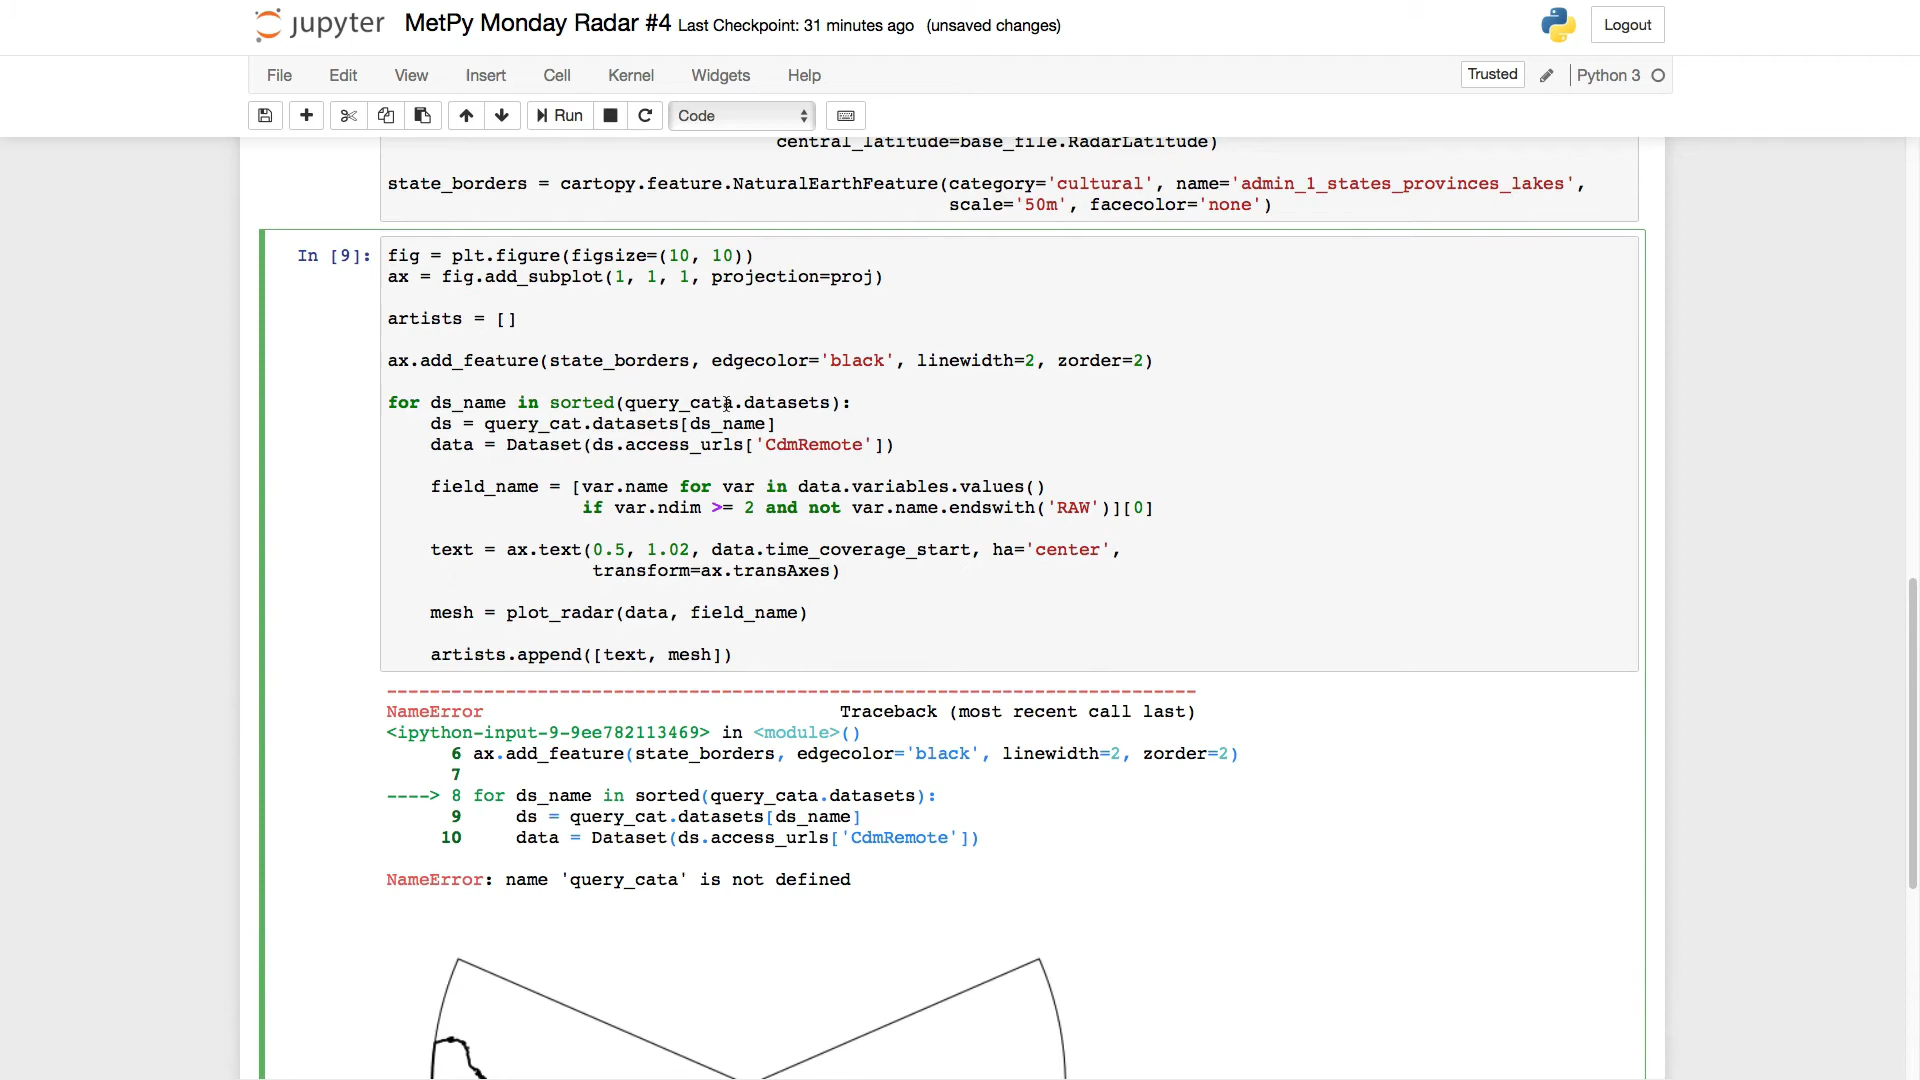 jupyter MetPy Monday Radar #4 Last Checkpoint: 31 minutes ago (unsaved changes) Logout
File Edit View Insert Cell Kernel Widgets Help Trusted Python 3
Run Code
central_latitude=base_file.RadarLatitude)
state_borders = cartopy.feature.NaturalEarthFeature(category='cultural', name='admin_1_states_provinces_lakes',
scale='50m', facecolor='none')
In [9]: fig = plt.figure(figsize=(10, 10))
ax = fig.add_subplot(1, 1, 1, projection=proj)
artists = []
ax.add_feature(state_borders, edgecolor='black', linewidth=2, zorder=2)
for ds_name in sorted(query_cata.datasets):
ds = query_cat.datasets[ds_name]
data = Dataset(ds.access_urls['CdmRemote'])
field_name = [var.name for var in data.variables.values()
if var.ndim >= 2 and not var.name.endswith('RAW')][0]
text = ax.text(0.5, 1.02, data.time_coverage_start, ha='center',
transform=ax.transAxes)
mesh = plot_radar(data, field_name)
artists.append([text, mesh])
---------------------------------------------------------------------------
NameError Traceback (most recent call last)
<ipython-input-9-9ee782113469> in <module>()
6 ax.add_feature(state_borders, edgecolor='black', linewidth=2, zorder=2)
7
----> 8 for ds_name in sorted(query_cata.datasets):
9 ds = query_cat.datasets[ds_name]
10 data = Dataset(ds.access_urls['CdmRemote'])
NameError: name 'query_cata' is not defined